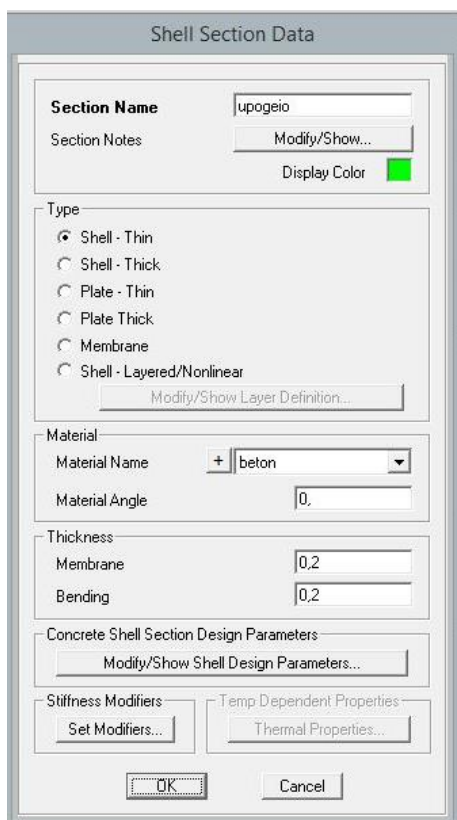 Shell Section Data
Section Name upogeio
Section Notes Modify/Show...
Display Color
Type
Shell - Thin
Shell - Thick
Plate - Thin
Plate Thick
Membrane
Shell - Layered/Nonlinear
Modify/Show Layer Definition...
Material
Material Name + beton
Material Angle 0,
Thickness
Membrane 0,2
Bending 0,2
Concrete Shell Section Design Parameters
Modify/Show Shell Design Parameters...
Stiffness Modifiers Temp Dependent Properties
Set Modifiers... Thermal Properties...
OK Cancel